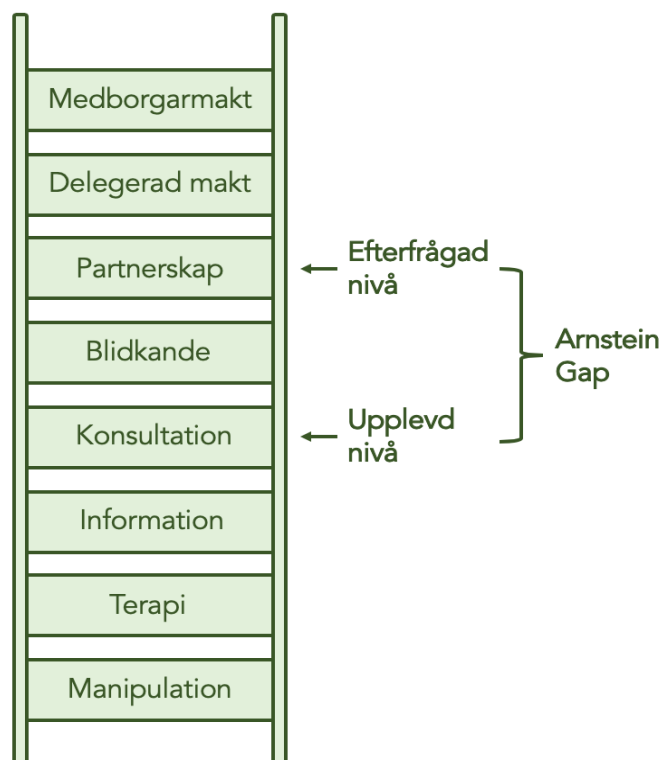 Medborgarmakt
Delegerad makt
Partnerskap
Efterfrågad
nivå
Blidkande
Arnstein
Gap
Konsultation
Upplevd
nivå
Information
Terapi
Manipulation